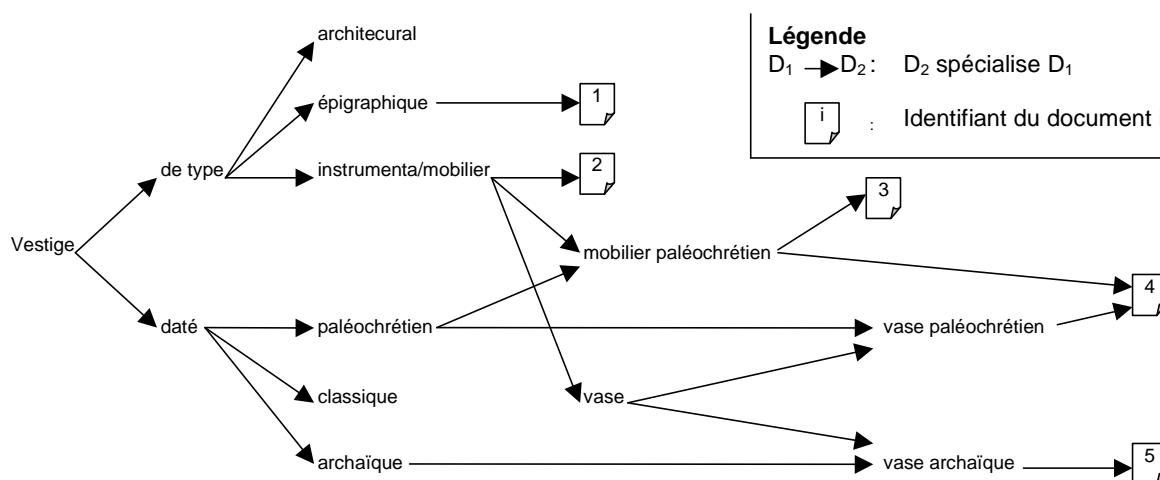 Légende
D1 → D2 : D2 spécialise D1
i : Identifiant du document i
architecural
épigraphique
1
de type
instrumenta/mobilier
2
3
Vestige
mobilier paléochrétien
4
daté
paléochrétien
vase paléochrétien
classique
vase
archaïque
vase archaïque
5